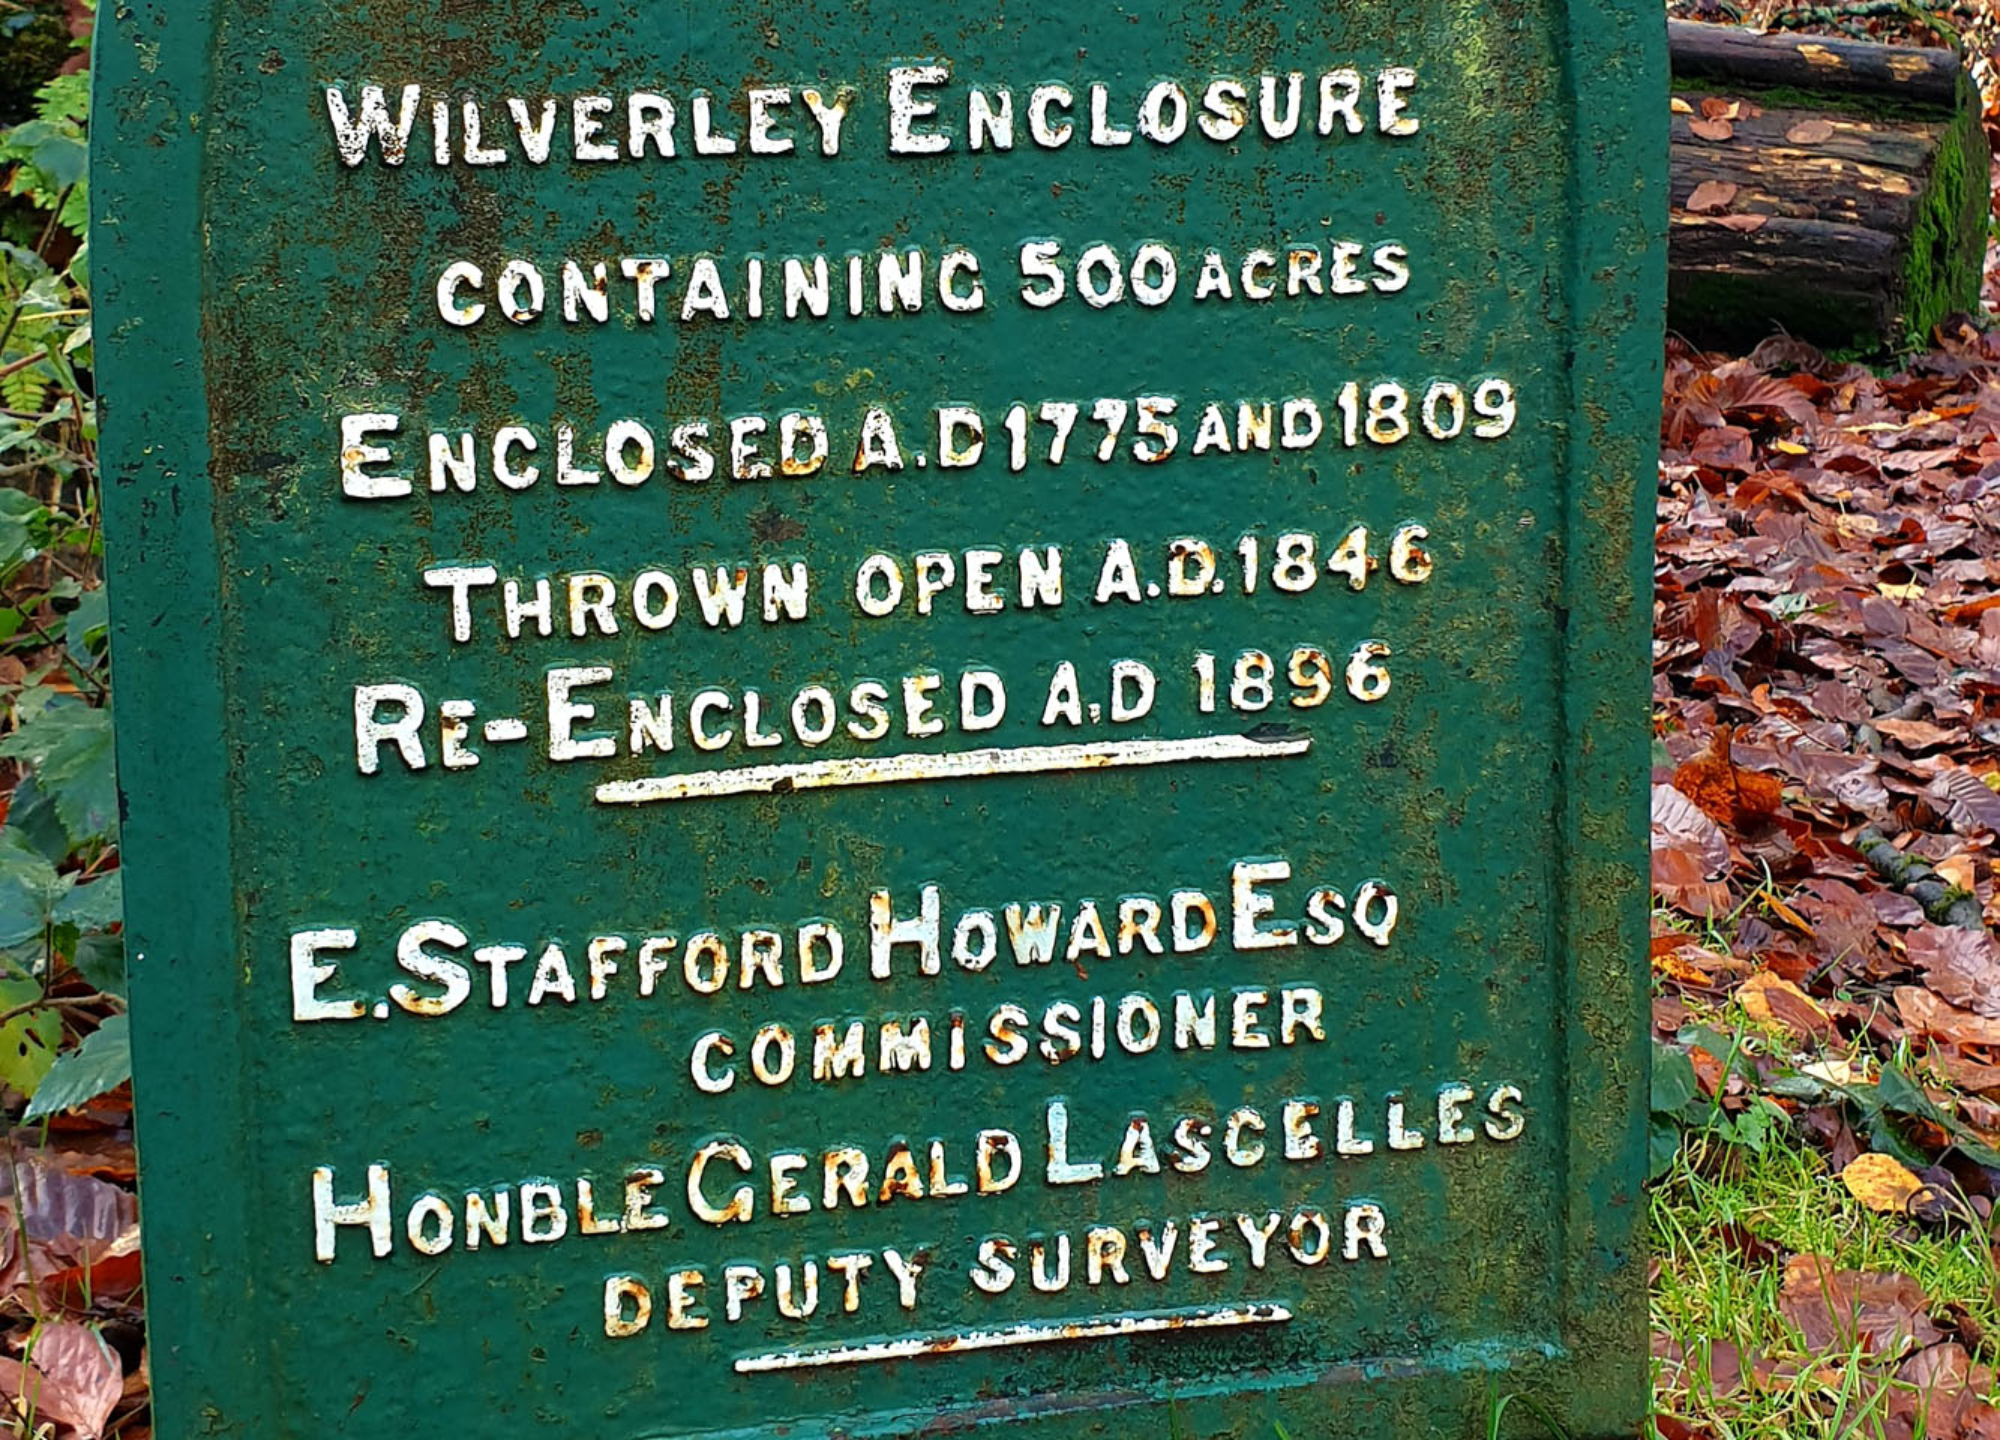 WILVERLEY ENCLOSURE
CONTAINING 500 ACRES
ENCLOSED A.D 1775 AND 1809
THROWN OPEN A.D. 1846
RE-ENCLOSED A.D 1896
E. STAFFORD HOWARD ESQ
COMMISSIONER
HONBLE GERALD LASCELLES
DEPUTY SURVEYOR